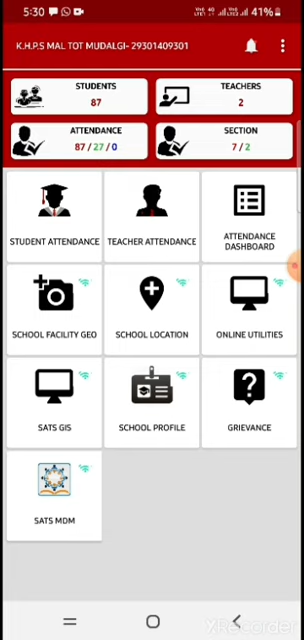 5:30 41%
K.H.P.S MAL TOT MUDALGI- 29301409301
STUDENTS
87
TEACHERS
2
ATTENDANCE
87 / 27 / 0
SECTION
7 / 2
STUDENT ATTENDANCE
TEACHER ATTENDANCE
ATTENDANCE
DASHBOARD
SCHOOL FACILITY GEO
SCHOOL LOCATION
ONLINE UTILITIES
SATS GIS
SCHOOL PROFILE
GRIEVANCE
SATS MDM
XRecorder